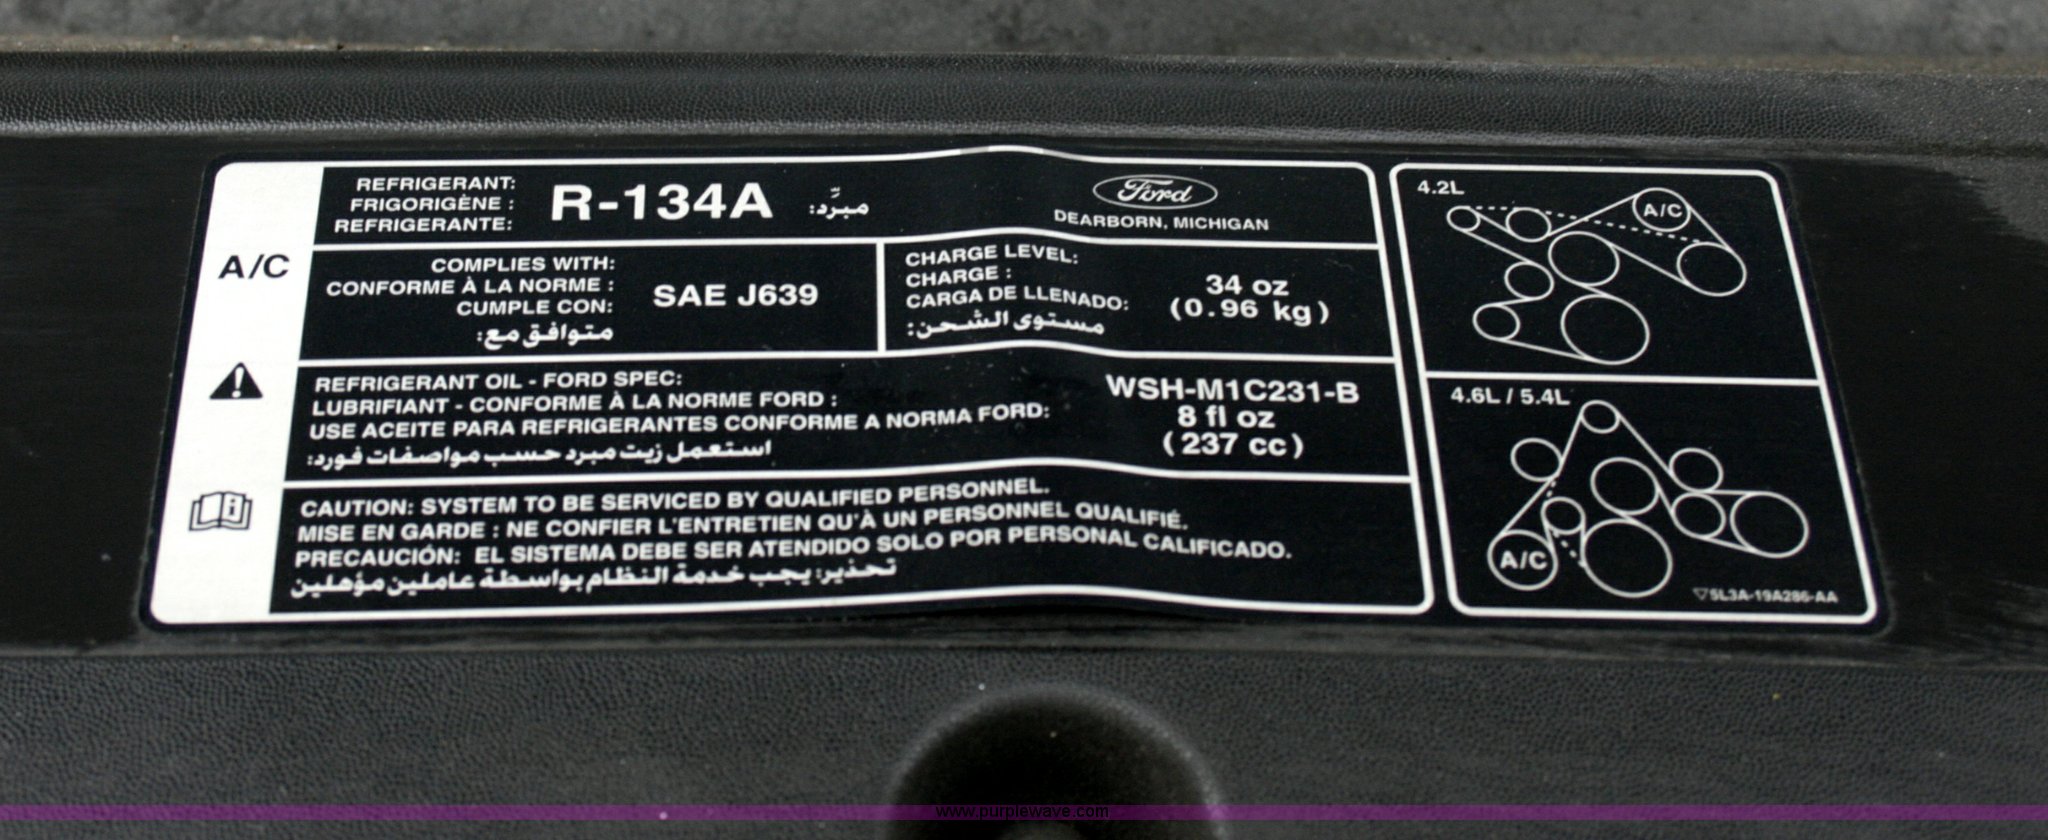 A/C
REFRIGERANT:
FRIGORIGÈNE :
REFRIGERANTE:
R-134A
مبرِّد:
Ford
DEARBORN, MICHIGAN
COMPLIES WITH:
CONFORME À LA NORME :
CUMPLE CON:
متوافق مع:
SAE J639
CHARGE LEVEL:
CHARGE :
CARGA DE LLENADO:
مستوى الشحن:
34 oz
(0.96 kg)
REFRIGERANT OIL - FORD SPEC:
LUBRIFIANT - CONFORME À LA NORME FORD :
USE ACEITE PARA REFRIGERANTES CONFORME A NORMA FORD:
استعمل زيت مبرد حسب مواصفات فورد:
WSH-M1C231-B
8 fl oz
(237 cc)
CAUTION: SYSTEM TO BE SERVICED BY QUALIFIED PERSONNEL.
MISE EN GARDE : NE CONFIER L'ENTRETIEN QU'À UN PERSONNEL QUALIFIÉ.
PRECAUCIÓN: EL SISTEMA DEBE SER ATENDIDO SOLO POR PERSONAL CALIFICADO.
تحذير: يجب خدمة النظام بواسطة عاملين مؤهلين
4.2L
A/C
4.6L / 5.4L
A/C
5L3A-19A286-AA
www.purplewave.com